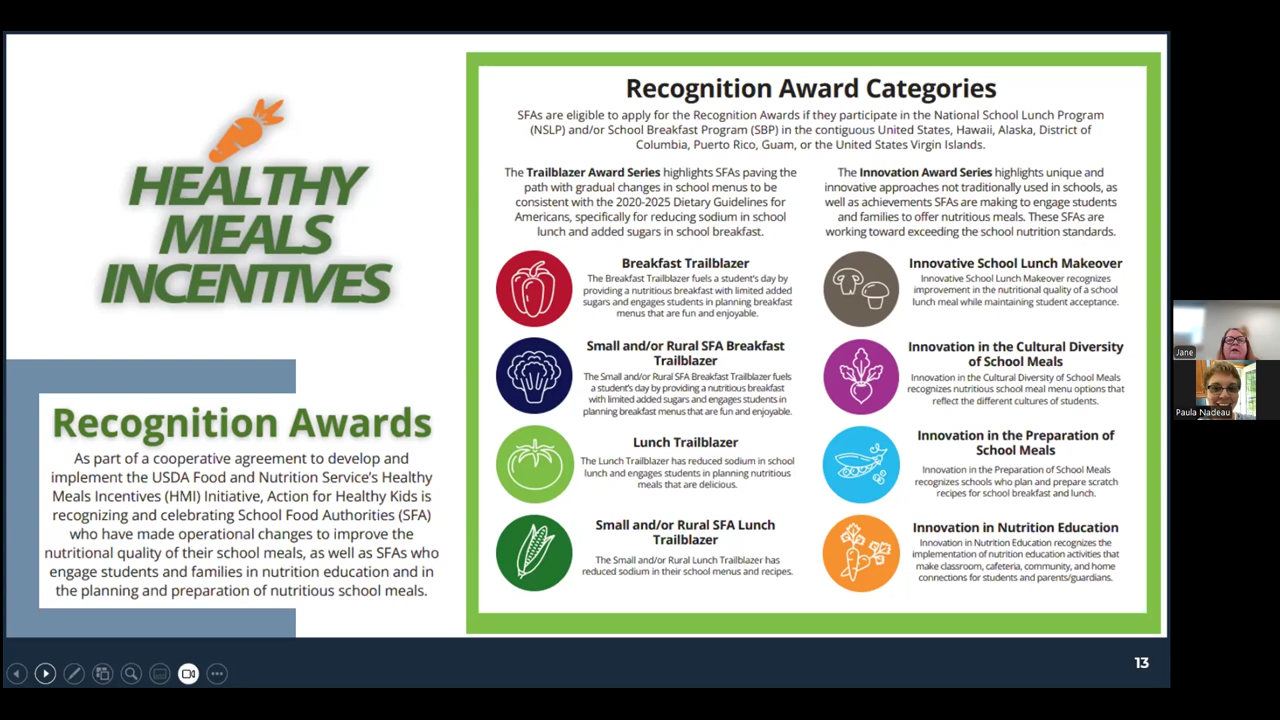 HEALTHY
MEALS
INCENTIVES
Recognition Awards
As part of a cooperative agreement to develop and
implement the USDA Food and Nutrition Service's Healthy
Meals Incentives (HMI) Initiative, Action for Healthy Kids is
recognizing and celebrating School Food Authorities (SFA)
who have made operational changes to improve the
nutritional quality of their school meals, as well as SFAs who
engage students and families in nutrition education and in
the planning and preparation of nutritious school meals.
Recognition Award Categories
SFAs are eligible to apply for the Recognition Awards if they participate in the National School Lunch Program
(NSLP) and/or School Breakfast Program (SBP) in the contiguous United States, Hawaii, Alaska, District of
Columbia, Puerto Rico, Guam, or the United States Virgin Islands.
The Trailblazer Award Series highlights SFAs paving the
path with gradual changes in school menus to be
consistent with the 2020-2025 Dietary Guidelines for
Americans, specifically for reducing sodium in school
lunch and added sugars in school breakfast.
Breakfast Trailblazer
The Breakfast Trailblazer fuels a student's day by
providing a nutritious breakfast with limited added
sugars and engages students in planning breakfast
menus that are fun and enjoyable.
Small and/or Rural SFA Breakfast
Trailblazer
The Small and/or Rural SFA Breakfast Trailblazer fuels
a student's day by providing a nutritious breakfast
with limited added sugars and engages students in
planning breakfast menus that are fun and enjoyable.
Lunch Trailblazer
The Lunch Trailblazer has reduced sodium in school
lunch and engages students in planning nutritious
meals that are delicious.
Small and/or Rural SFA Lunch
Trailblazer
The Small and/or Rural Lunch Trailblazer has
reduced sodium in their school menus and recipes.
The Innovation Award Series highlights unique and
innovative approaches not traditionally used in schools, as
well as achievements SFAs are making to engage students
and families to offer nutritious meals. These SFAs are
working toward exceeding the school nutrition standards.
Innovative School Lunch Makeover
Innovative School Lunch Makeover recognizes
improvement in the nutritional quality of a school
lunch meal while maintaining student acceptance.
Innovation in the Cultural Diversity
of School Meals
Innovation in the Cultural Diversity of School Meals
recognizes nutritious school meal menu options that
reflect the different cultures of students.
Innovation in the Preparation of
School Meals
Innovation in the Preparation of School Meals
recognizes schools who plan and prepare scratch
recipes for school breakfast and lunch.
Innovation in Nutrition Education
Innovation in Nutrition Education recognizes the
implementation of nutrition education activities that
make classroom, cafeteria, community, and home
connections for students and parents/guardians.
13
Jane
Paula Nadeau